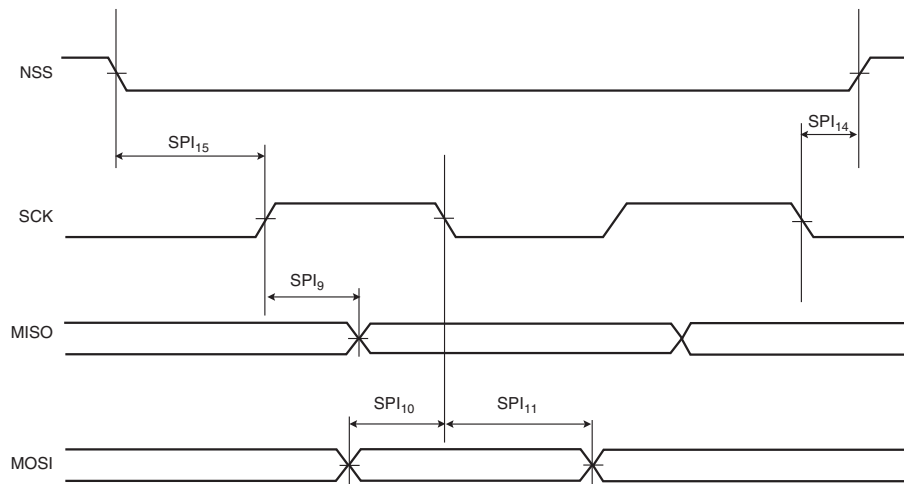 NSS
SPI₁₄
SPI₁₅
SCK
SPI₉
MISO
SPI₁₀
SPI₁₁
MOSI